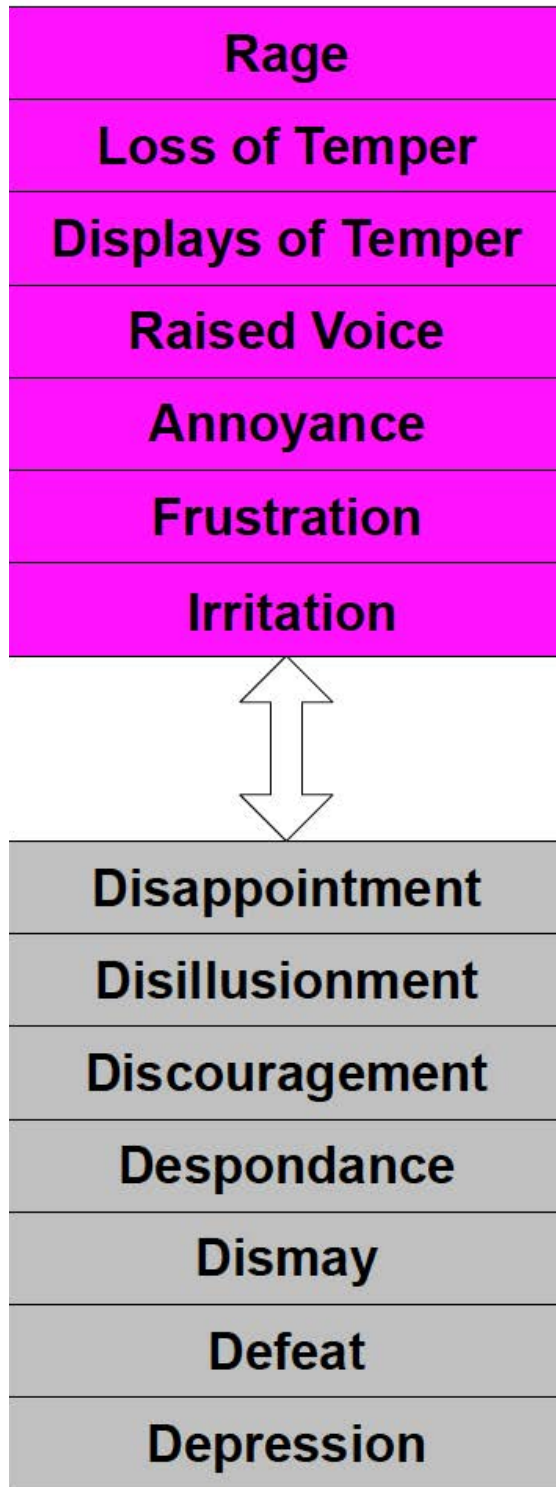 Rage
Loss of Temper
Displays of Temper
Raised Voice
Annoyance
Frustration
Irritation
Disappointment
Disillusionment
Discouragement
Despondance
Dismay
Defeat
Depression